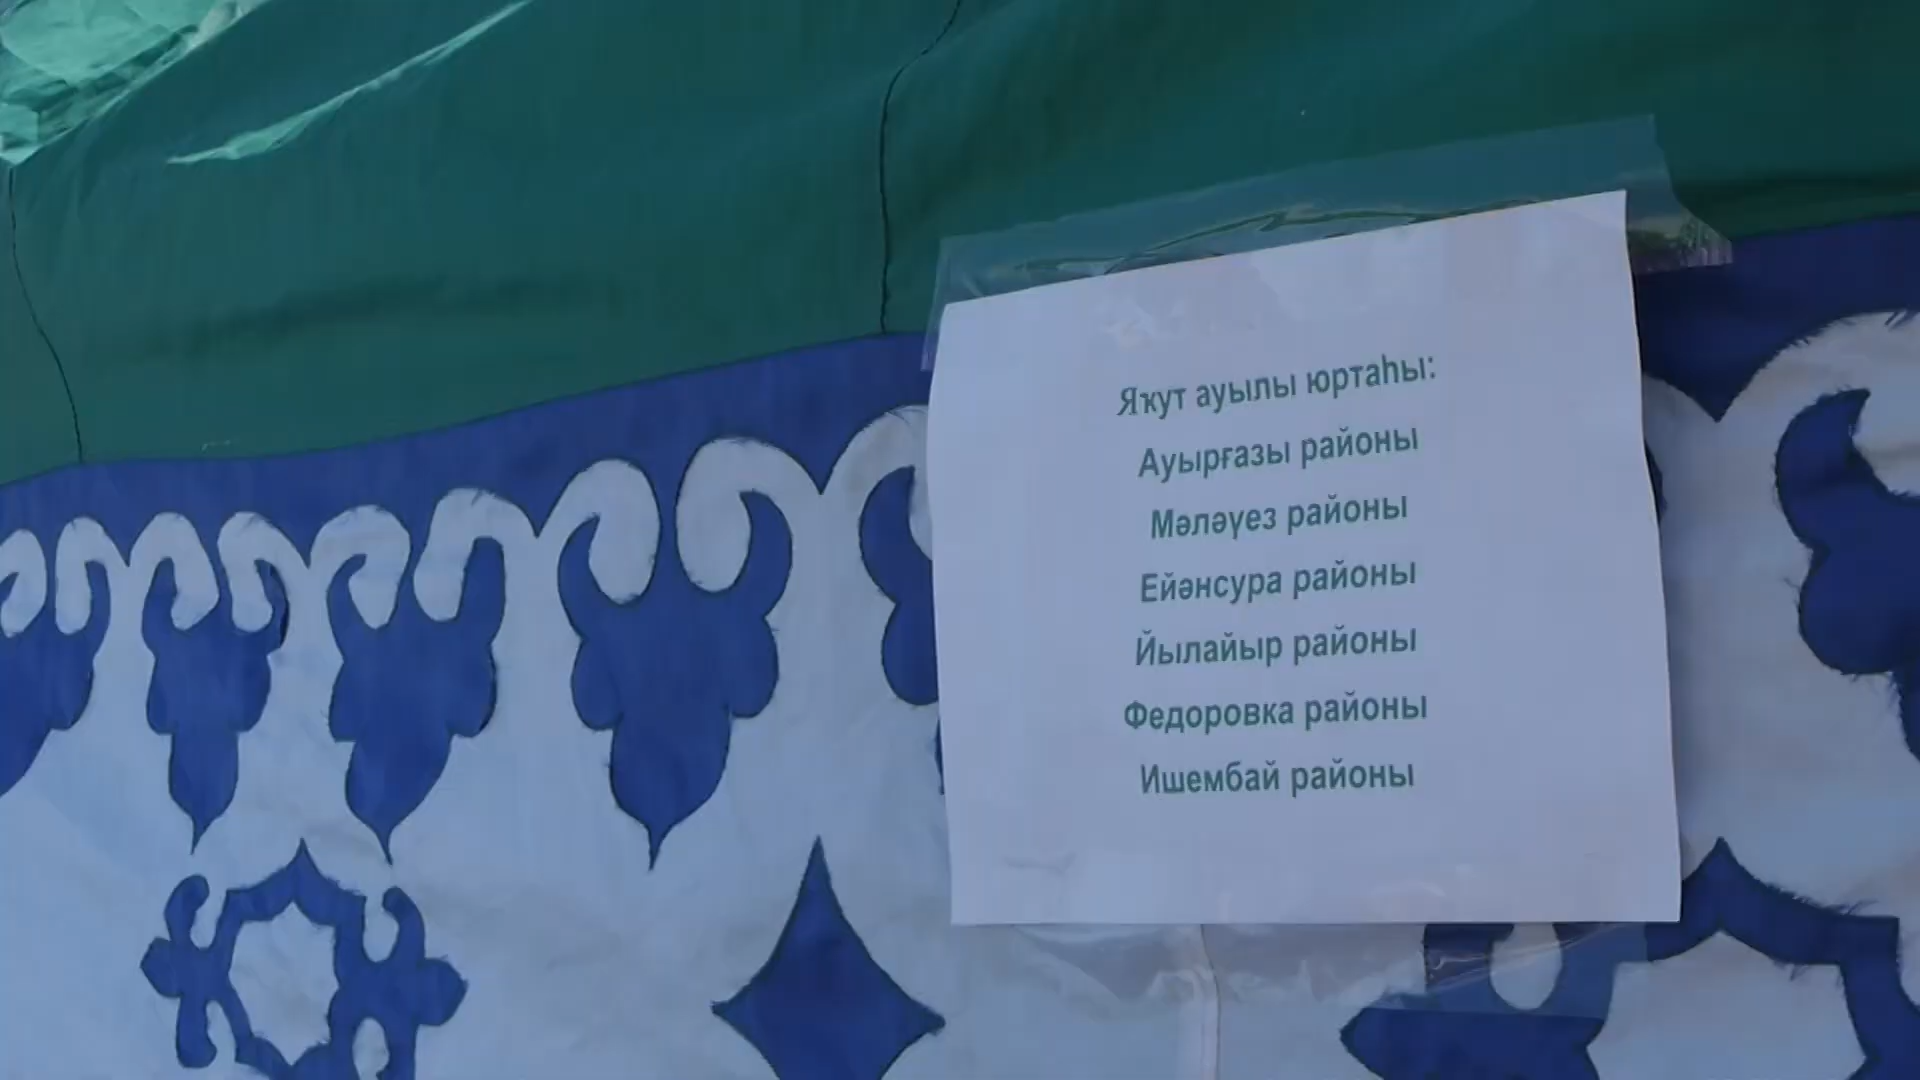 Яҡут ауылы юртаһы:
Ауырғазы районы
Мәләүез районы
Ейәнсура районы
Йылайыр районы
Федоровка районы
Ишембай районы